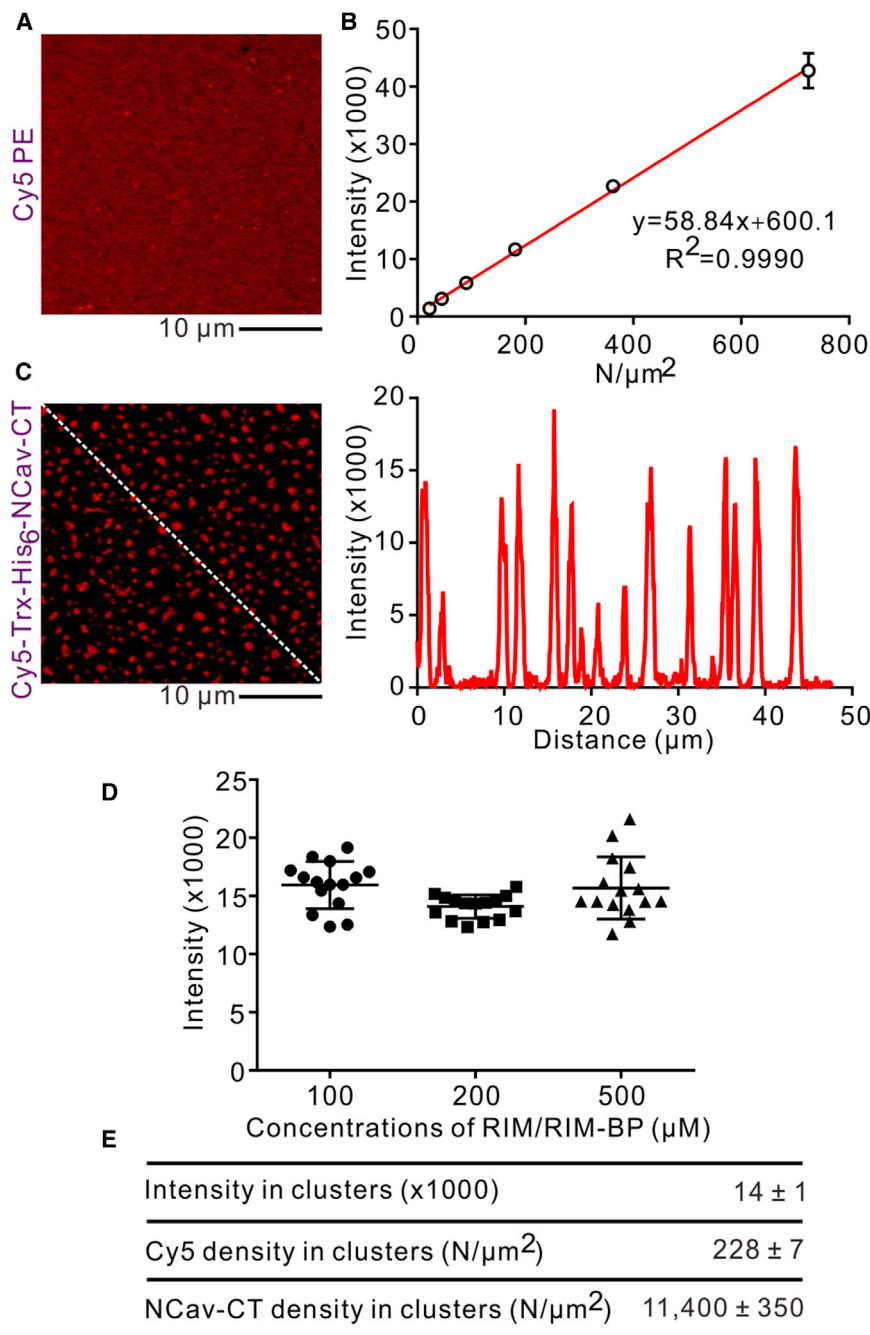 A
Cy5 PE
10 µm
B
Intensity (x1000)
50
40
30
20
10
0
y=58.84x+600.1
R²=0.9990
0 200 400 600 800
N/µm²
C
Cy5-Trx-His₆-NCav-CT
10 µm
Intensity (x1000)
20
15
10
5
0
0 10 20 30 40 50
Distance (µm)
D
Intensity (x1000)
25
20
15
10
5
0
100 200 500
Concentrations of RIM/RIM-BP (µM)
E
Intensity in clusters (x1000) 14 ± 1
Cy5 density in clusters (N/µm²) 228 ± 7
NCav-CT density in clusters (N/µm²) 11,400 ± 350